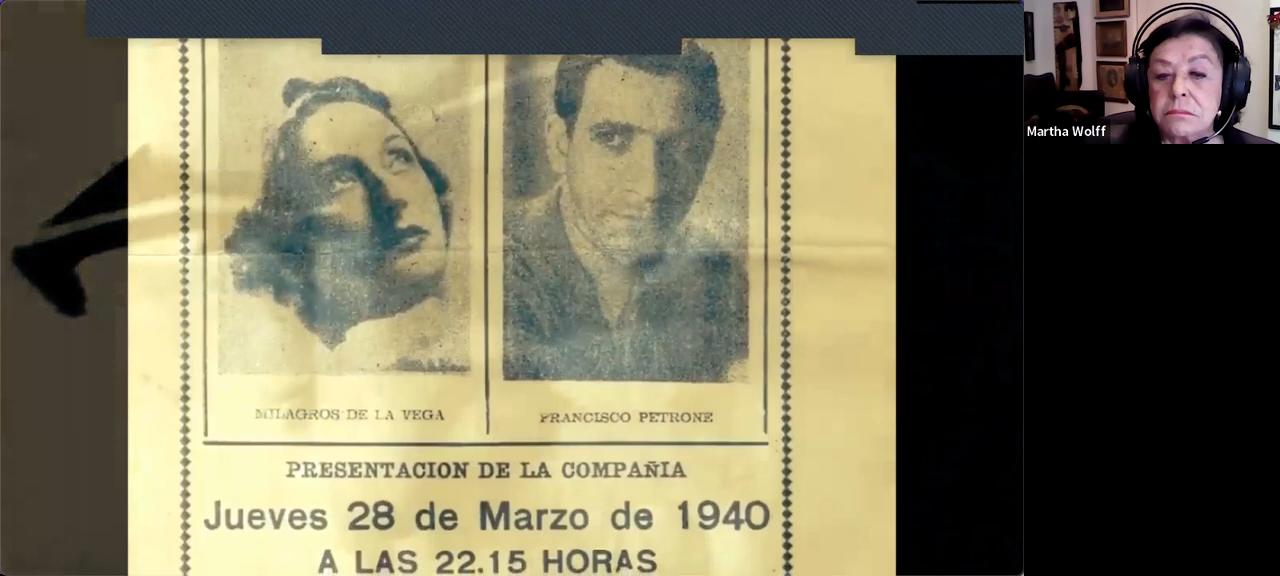 Martha Wolff
MILAGROS DE LA VEGA
FRANCISCO PETRONE
PRESENTACION DE LA COMPAÑIA
Jueves 28 de Marzo de 1940
A LAS 22.15 HORAS